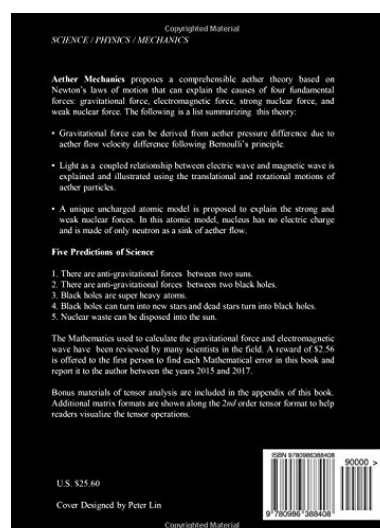 Copyrighted Material
SCIENCE / PHYSICS / MECHANICS
Aether Mechanics proposes a comprehensible aether theory based on
Newton's laws of motion that can explain the causes of four fundamental
forces: gravitational force, electromagnetic force, strong nuclear force, and
weak nuclear force. The following is a list summarizing this theory:
• Gravitational force can be derived from aether pressure difference due to
aether flow velocity difference following Bernoulli's principle.
• Light as a coupled relationship between electric wave and magnetic wave is
explained and illustrated using the translational and rotational motions of
aether particles.
• A unique uncharged atomic model is proposed to explain the strong and
weak nuclear forces. In this atomic model, nucleus has no electric charge
and is made of only neutron as a sink of aether flow.
Five Predictions of Science
1. There are anti-gravitational forces between two suns.
2. There are anti-gravitational forces between two black holes.
3. Black holes are super heavy atoms.
4. Black holes can turn into new stars and dead stars turn into black holes.
5. Nuclear waste can be disposed into the sun.
The Mathematics used to calculate the gravitational force and electromagnetic
wave have been reviewed by many scientists in the field. A reward of $2.56
is offered to the first person to find each Mathematical error in this book and
report it to the author between the years 2015 and 2017.
Bonus materials of tensor analysis are included in the appendix of this book.
Additional matrix formats are shown along the 2nd order tensor format to help
readers visualize the tensor operations.
ISBN 9780986388408
90000 >
9 780986 388408
U.S. $25.60
Cover Designed by Peter Lin
Copyrighted Material